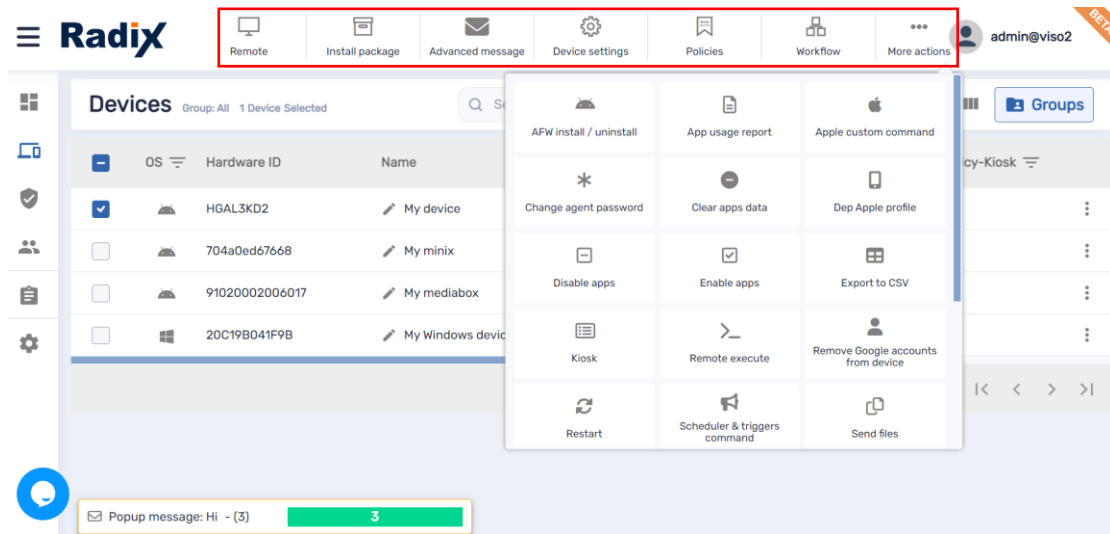 Radix
Remote
Install package
Advanced message
Device settings
Policies
Workflow
More actions
admin@viso2
BETA
Devices Group: All 1 Device Selected
Groups
AFW install / uninstall
App usage report
Apple custom command
OS
Hardware ID
Name
cy-Kiosk
HGAL3KD2
My device
Change agent password
Clear apps data
Dep Apple profile
704a0ed67668
My minix
Disable apps
Enable apps
Export to CSV
91020002006017
My mediabox
20C19B041F9B
My Windows devic
Kiosk
Remote execute
Remove Google accounts
from device
Restart
Scheduler & triggers
command
Send files
Popup message: Hi - (3)
3